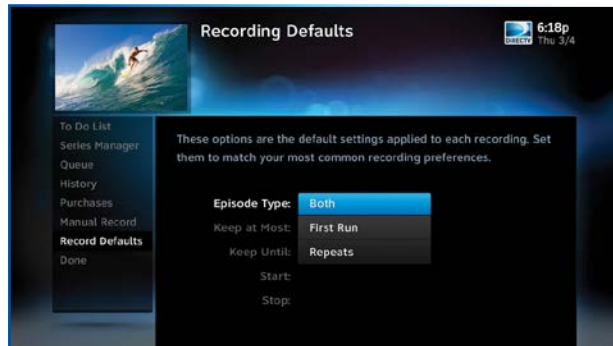 Recording Defaults
DIRECTV
6:18p
Thu 3/4
To Do List
Series Manager
Queue
History
Purchases
Manual Record
Record Defaults
Done
These options are the default settings applied to each recording. Set
them to match your most common recording preferences.
Episode Type: Both
Keep at Most: First Run
Keep Until: Repeats
Start:
Stop: